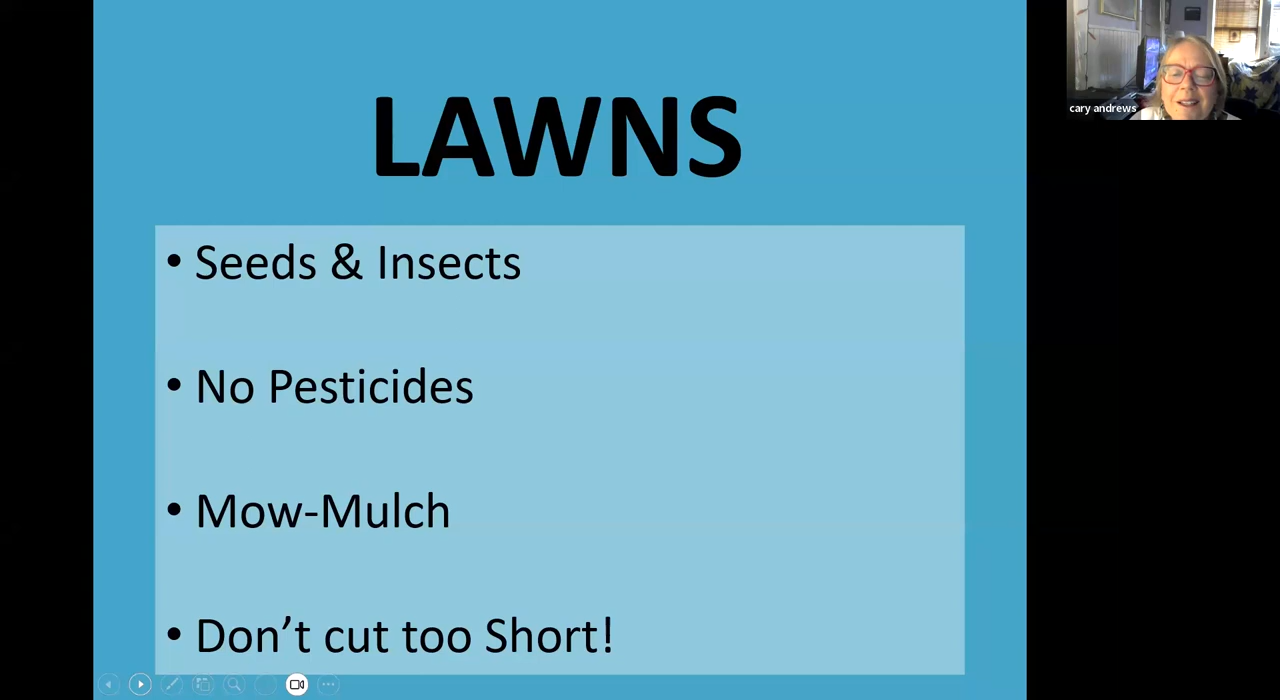 LAWNS
• Seeds & Insects
• No Pesticides
• Mow-Mulch
• Don’t cut too Short!
cary andrews